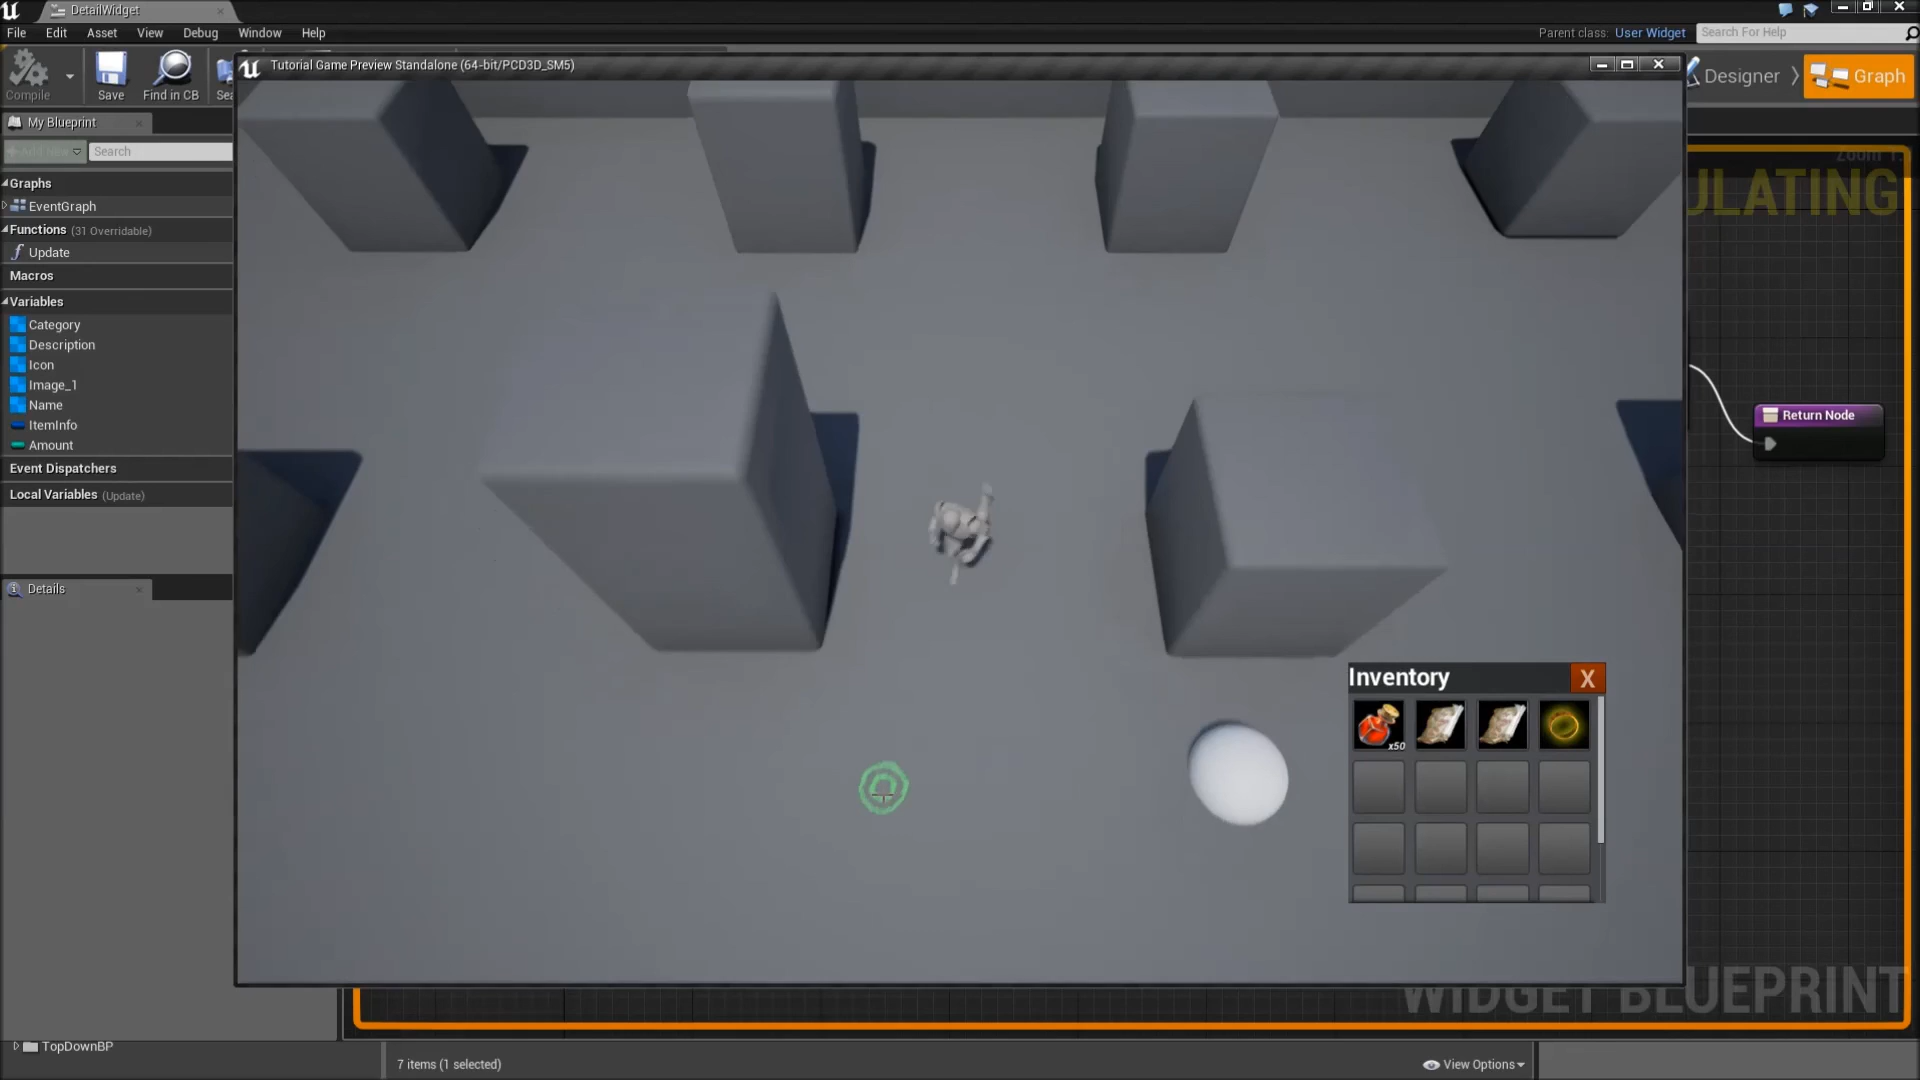 DetailWidget
File Edit Asset View Debug Window Help
Parent class: User Widget
Search For Help
Compile
Save
Find in CB
Tutorial Game Preview Standalone (64-bit/PCD3D_SM5)
Designer
Graph
My Blueprint
Add New
Search
Graphs
EventGraph
Functions (31 Overridable)
Update
Macros
Variables
Category
Description
Icon
Image_1
Name
ItemInfo
Amount
Event Dispatchers
Local Variables (Update)
Details
ULATING
Return Node
Inventory X
x50
WIDGET BLUEPRINT
TopDownBP
7 items (1 selected)
View Options